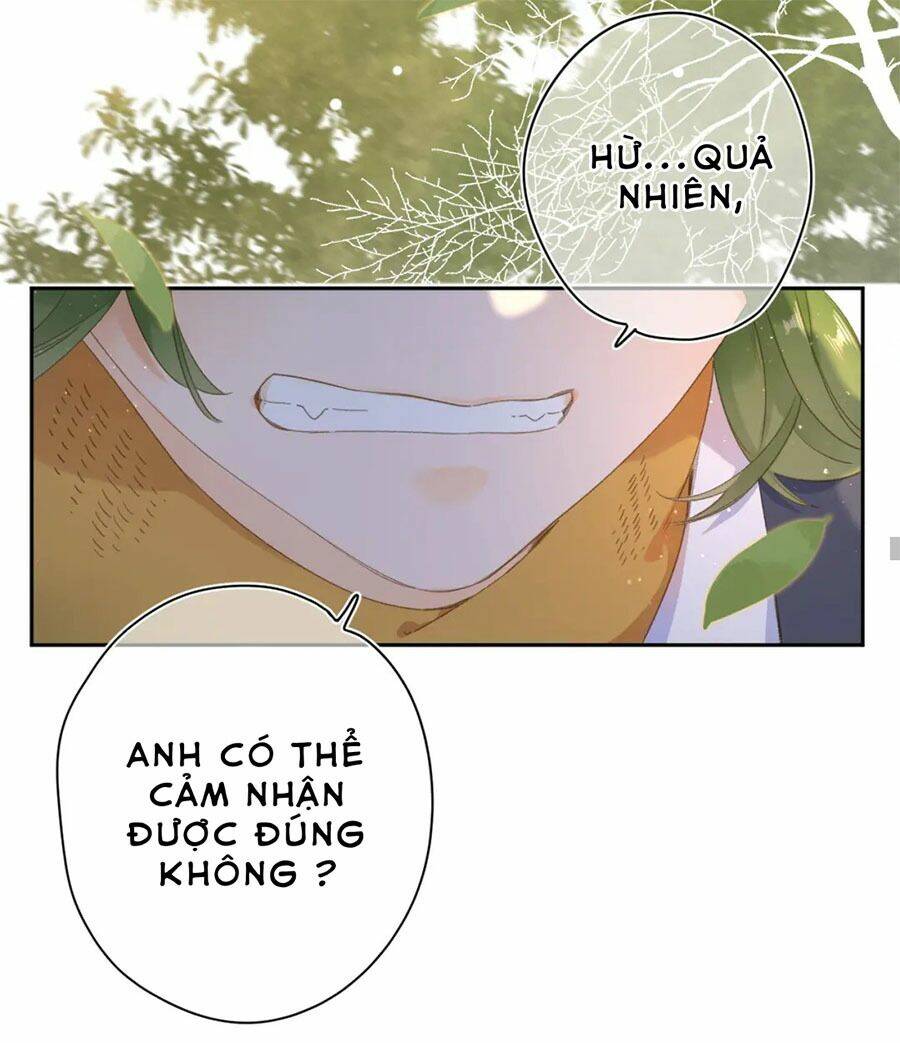 HỪ...QUẢ
NHIÊN,
ANH CÓ THỂ
CẢM NHẬN
ĐƯỢC ĐÚNG
KHÔNG ?